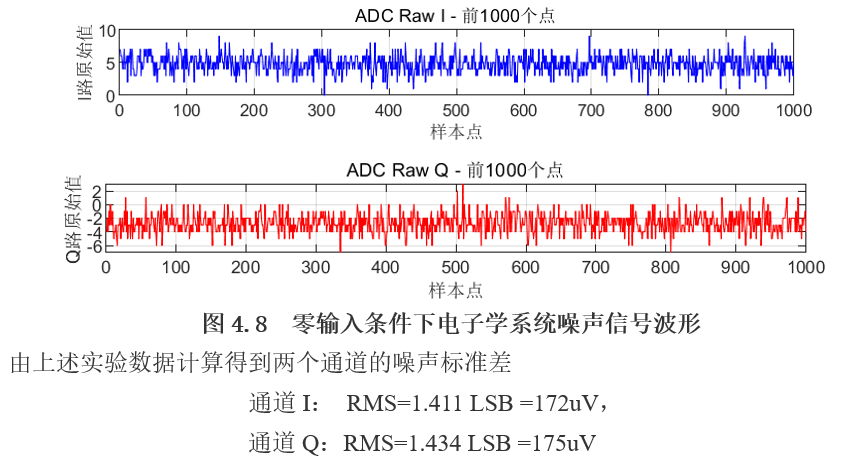 ADC Raw I - 前1000个点
I路原始值
10
5
0
0 100 200 300 400 500 600 700 800 900 1000
样本点
ADC Raw Q - 前1000个点
Q路原始值
2
0
-2
-4
-6
0 100 200 300 400 500 600 700 800 900 1000
样本点
图 4.8 零输入条件下电子学系统噪声信号波形
由上述实验数据计算得到两个通道的噪声标准差
通道 I： RMS=1.411 LSB =172uV，
通道 Q：RMS=1.434 LSB =175uV